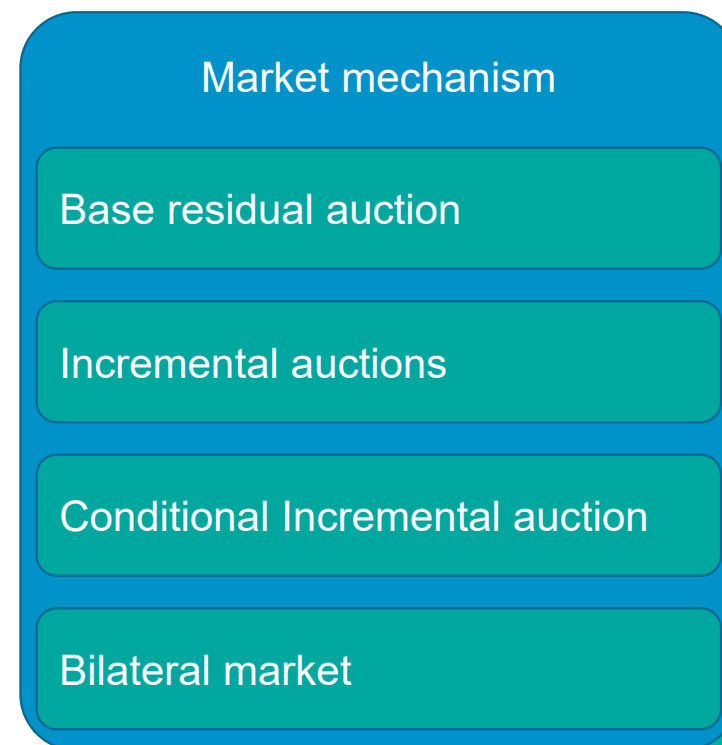 Market mechanism
Base residual auction
Incremental auctions
Conditional Incremental auction
Bilateral market